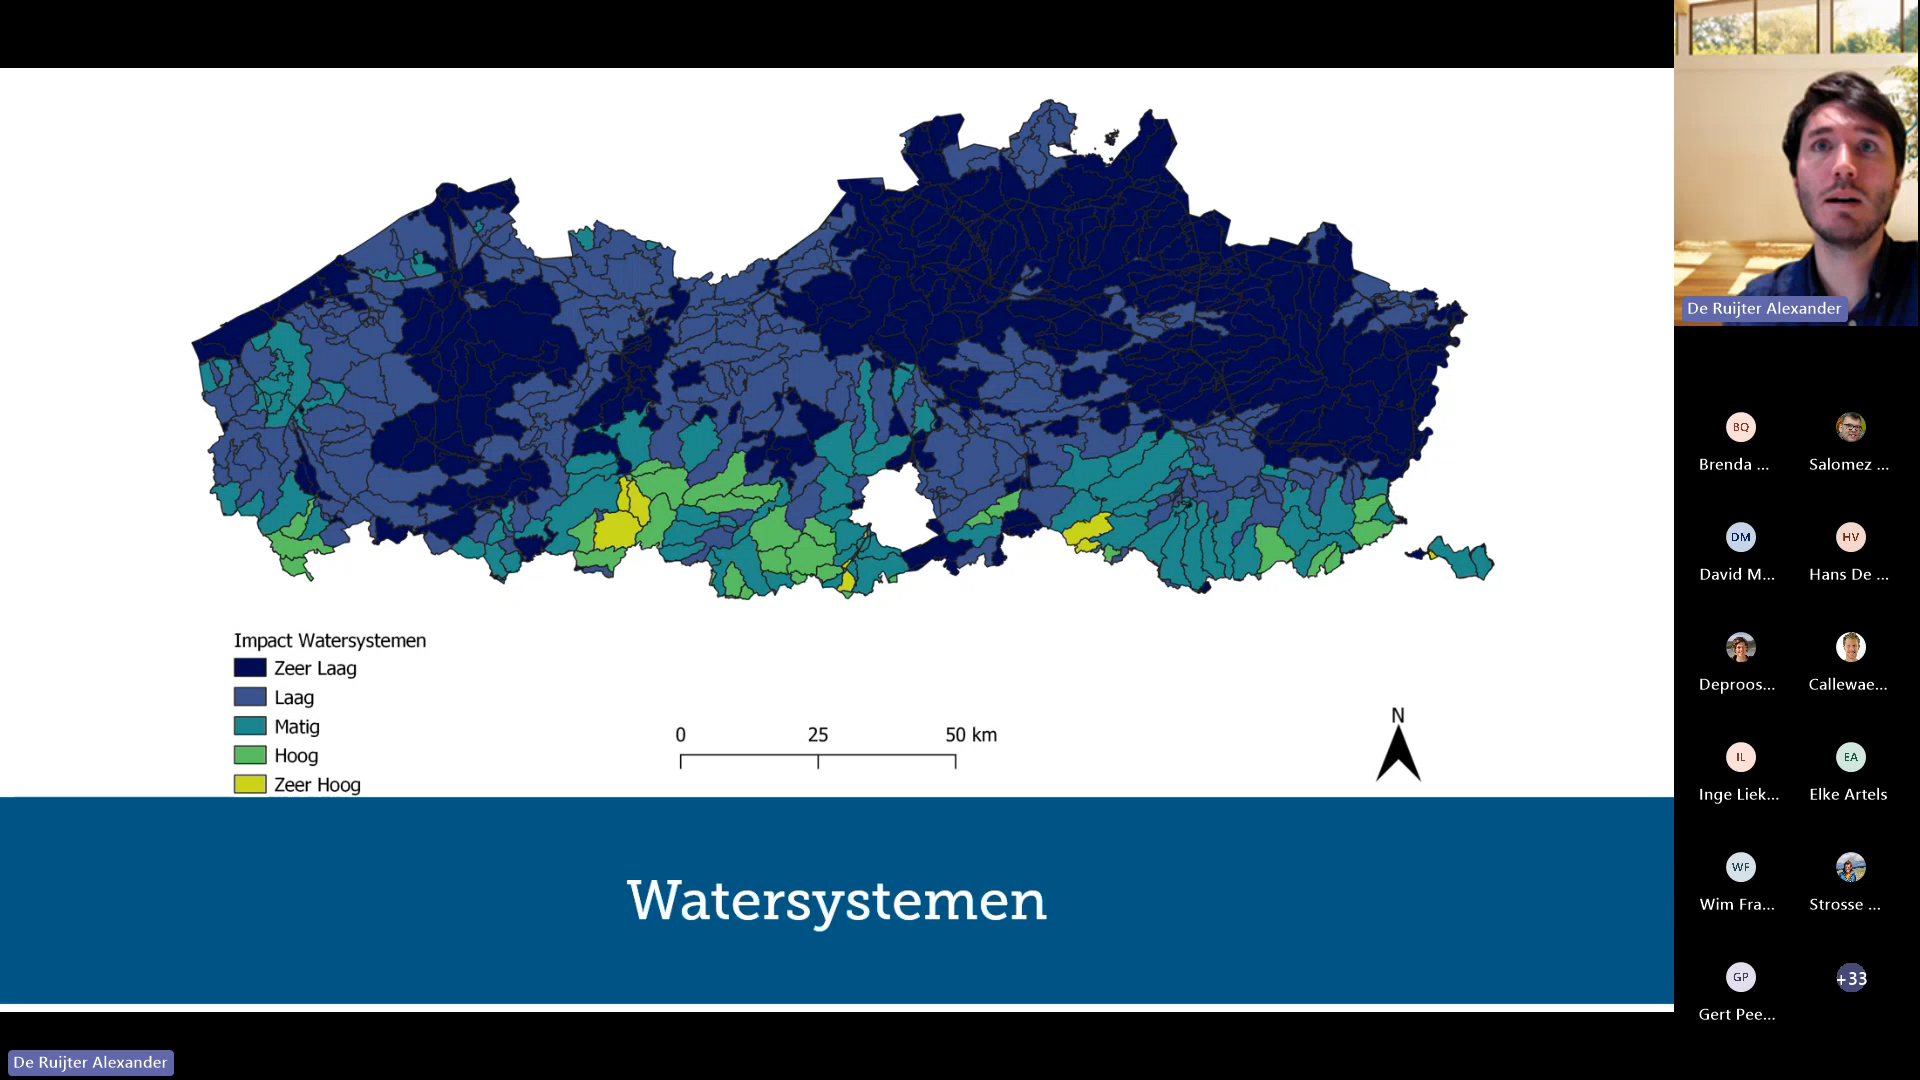 De Ruijter Alexander
Impact Watersystemen
Zeer Laag
Laag
Matig
Hoog
Zeer Hoog
0 25 50 km
N
Watersystemen
BQ
Brenda ... Salomez ...
DM HV
David M... Hans De ...
Deproos... Callewae...
IL EA
Inge Liek... Elke Artels
WF
Wim Fra... Strosse ...
GP +33
Gert Pee...
De Ruijter Alexander